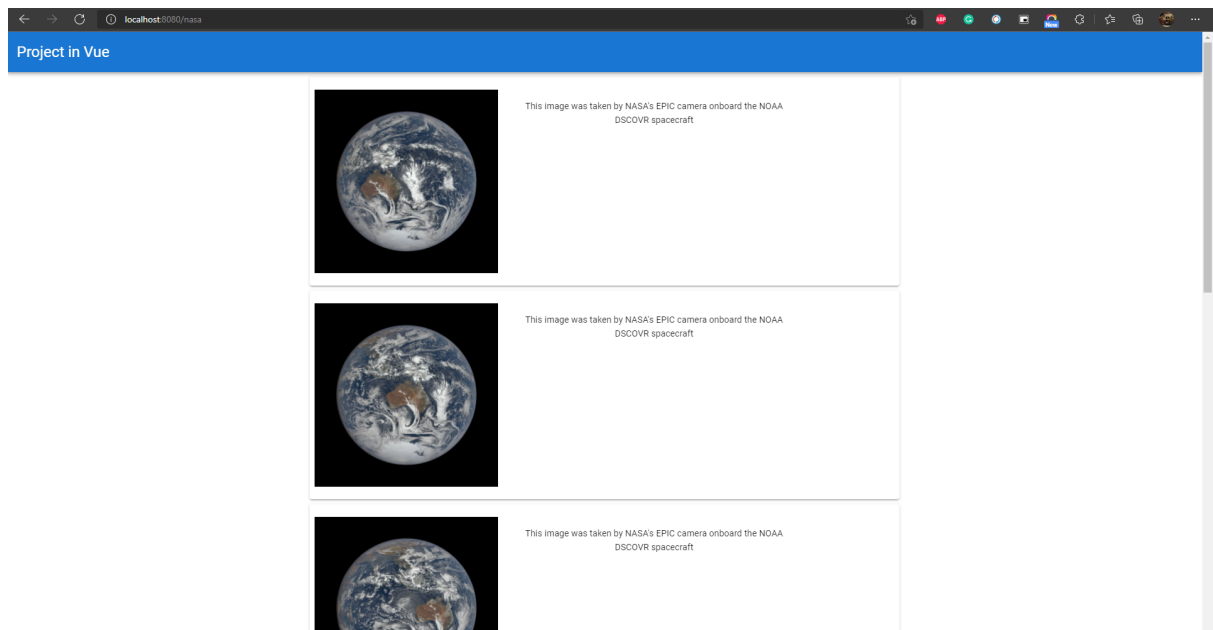 localhost:8080/nasa
ABP
New
Project in Vue
This image was taken by NASA's EPIC camera onboard the NOAA
DSCOVR spacecraft
This image was taken by NASA's EPIC camera onboard the NOAA
DSCOVR spacecraft
This image was taken by NASA's EPIC camera onboard the NOAA
DSCOVR spacecraft